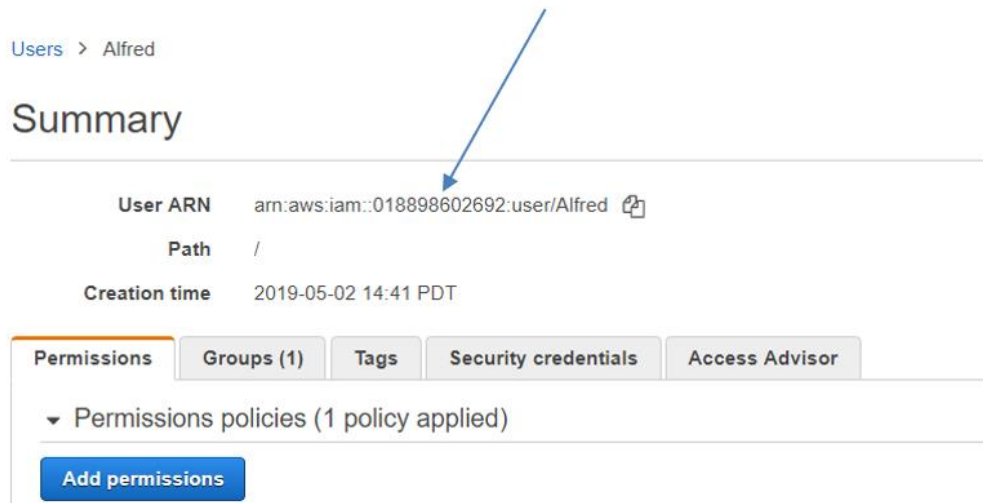 Users > Alfred
Summary
User ARN arn:aws:iam::018898602692:user/Alfred
Path /
Creation time 2019-05-02 14:41 PDT
Permissions Groups (1) Tags Security credentials Access Advisor
Permissions policies (1 policy applied)
Add permissions